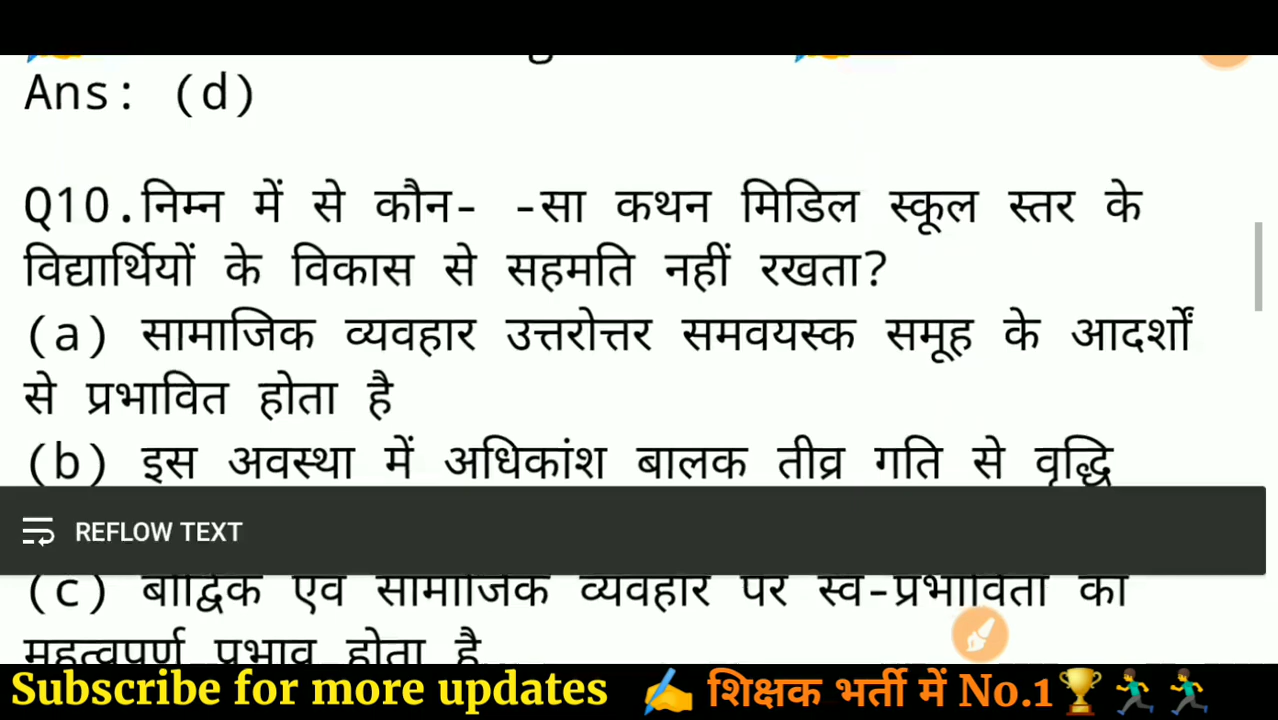 Ans: (d)
Q10.निम्न में से कौन- -सा कथन मिडिल स्कूल स्तर के
विद्यार्थियों के विकास से सहमति नहीं रखता?
(a) सामाजिक व्यवहार उत्तरोत्तर समवयस्क समूह के आदर्शों
से प्रभावित होता है
(b) इस अवस्था में अधिकांश बालक तीव्र गति से वृद्धि
REFLOW TEXT
(c) बौद्धिक एवं सामाजिक व्यवहार पर स्व-प्रभाविता का
महत्वपूर्ण प्रभाव होता है
Subscribe for more updates ✍️ शिक्षक भर्ती में No.1🏆🏃‍♂️🏃‍♂️